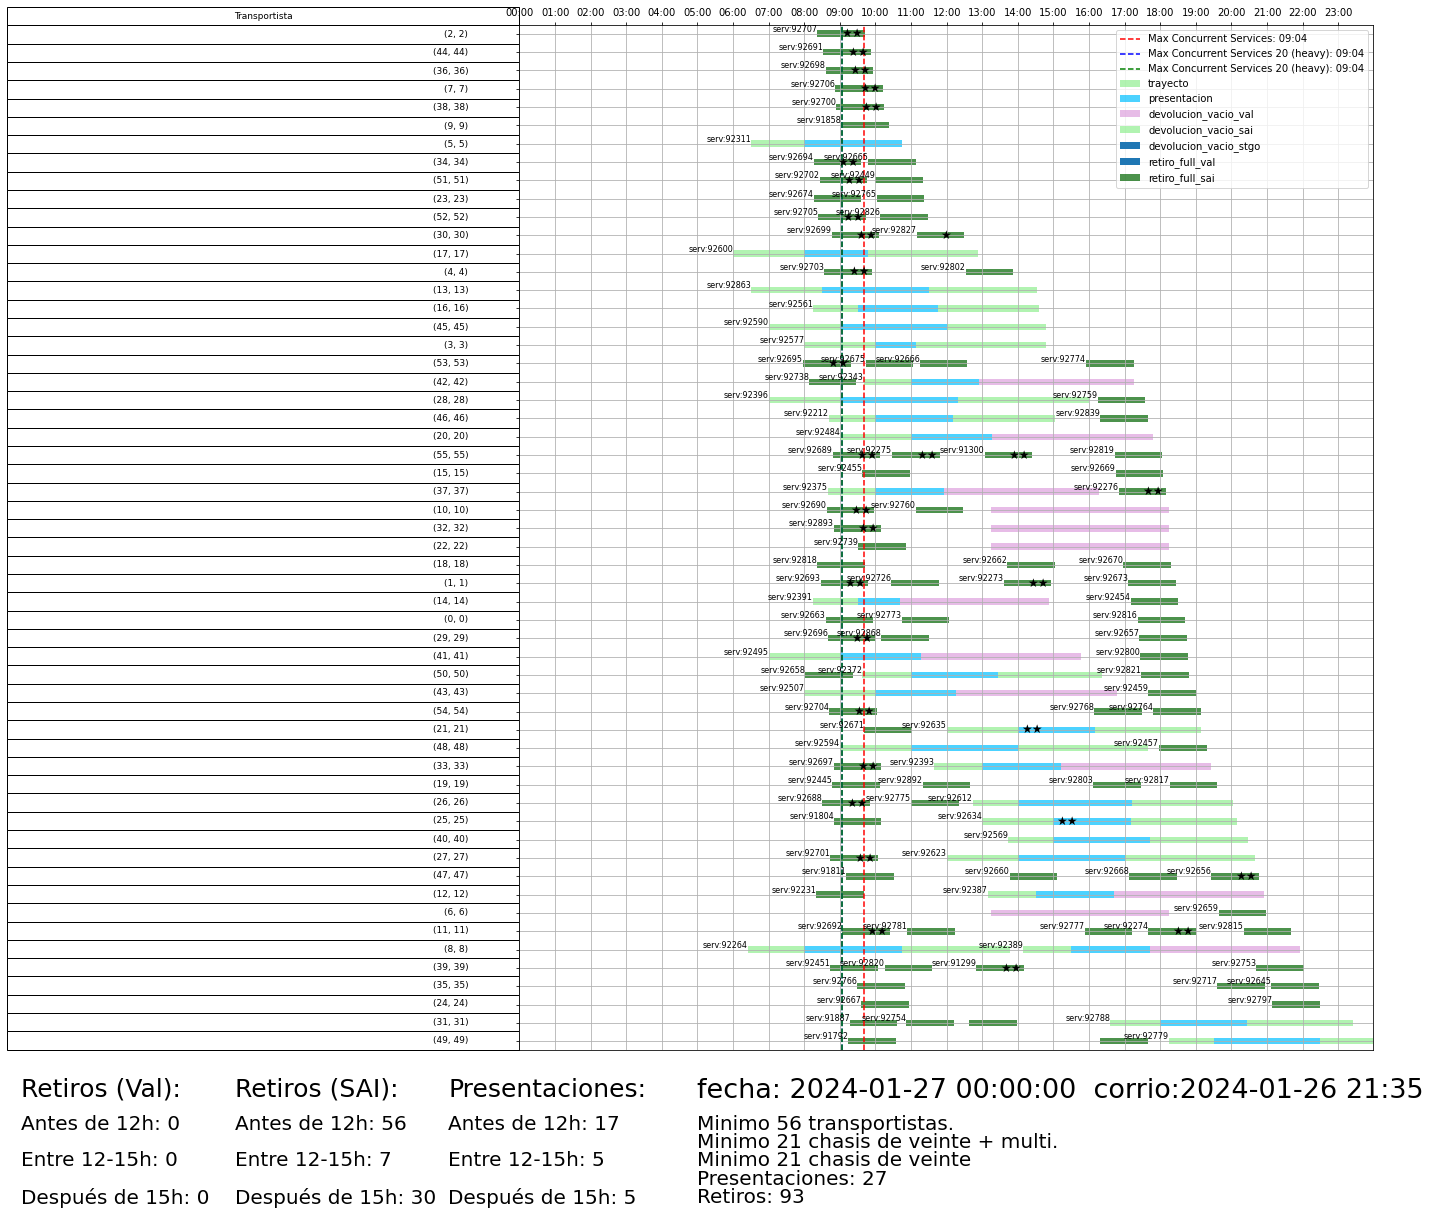 Transportista
00:00 01:00 02:00 03:00 04:00 05:00 06:00 07:00 08:00 09:00 10:00 11:00 12:00 13:00 14:00 15:00 16:00 17:00 18:00 19:00 20:00 21:00 22:00 23:00
Max Concurrent Services: 09:04
Max Concurrent Services 20 (heavy): 09:04
Max Concurrent Services 20 (heavy): 09:04
trayecto
presentacion
devolucion_vacio_val
devolucion_vacio_sai
devolucion_vacio_stgo
retiro_full_val
retiro_full_sai
(2, 2) serv:92707
(44, 44) serv:92691
(36, 36) serv:92698
(7, 7) serv:92706
(38, 38) serv:92700
(9, 9) serv:91858
(5, 5) serv:92311
(34, 34) serv:92694 serv:92665
(51, 51) serv:92702
(23, 23) serv:92674 serv:92765
(52, 52) serv:92705 serv:92826
(30, 30) serv:92699 serv:92827
(17, 17) serv:92600
(4, 4) serv:92703 serv:92802
(13, 13) serv:92863
(16, 16) serv:92561
(45, 45) serv:92590
(3, 3) serv:92577
(53, 53) serv:92695 serv:92675 serv:92666 serv:92774
(42, 42) serv:92738 serv:92343
(28, 28) serv:92396 serv:92759
(46, 46) serv:92212 serv:92839
(20, 20) serv:92484
(55, 55) serv:92689 serv:92275 serv:91300 serv:92819
(15, 15) serv:92455 serv:92669
(37, 37) serv:92375 serv:92276
(10, 10) serv:92690 serv:92760
(32, 32) serv:92893
(22, 22) serv:92739
(18, 18) serv:92818 serv:92662 serv:92670
(1, 1) serv:92693 serv:92726 serv:92273 serv:92673
(14, 14) serv:92391 serv:92454
(0, 0) serv:92663 serv:92773 serv:92816
(29, 29) serv:92696 serv:92868 serv:92657
(41, 41) serv:92495 serv:92800
(50, 50) serv:92658 serv:92372 serv:92821
(43, 43) serv:92507 serv:92459
(54, 54) serv:92704 serv:92768 serv:92764
(21, 21) serv:92671 serv:92635
(48, 48) serv:92594 serv:92457
(33, 33) serv:92697 serv:92393
(19, 19) serv:92445 serv:92892 serv:92803 serv:92817
(26, 26) serv:92688 serv:92775 serv:92612
(25, 25) serv:91804 serv:92634
(40, 40) serv:92569
(27, 27) serv:92701 serv:92623
(47, 47) serv:91811 serv:92660 serv:92668 serv:92656
(12, 12) serv:92231 serv:92387
(6, 6) serv:92659
(11, 11) serv:92692 serv:92781 serv:92777 serv:92274 serv:92815
(8, 8) serv:92264 serv:92389
(39, 39) serv:92451 serv:92820 serv:91299 serv:92753
(35, 35) serv:92766 serv:92717 serv:92645
(24, 24) serv:92667 serv:92797
(31, 31) serv:92754 serv:92788
(49, 49) serv:91792 serv:92779
Retiros (Val): Retiros (SAI): Presentaciones: fecha: 2024-01-27 00:00:00 corrio:2024-01-26 21:35
Antes de 12h: 0 Antes de 12h: 56 Antes de 12h: 17 Minimo 56 transportistas.
Minimo 21 chasis de veinte + multi.
Entre 12-15h: 0 Entre 12-15h: 7 Entre 12-15h: 5 Minimo 21 chasis de veinte
Presentaciones: 27
Después de 15h: 0 Después de 15h: 30 Después de 15h: 5 Retiros: 93